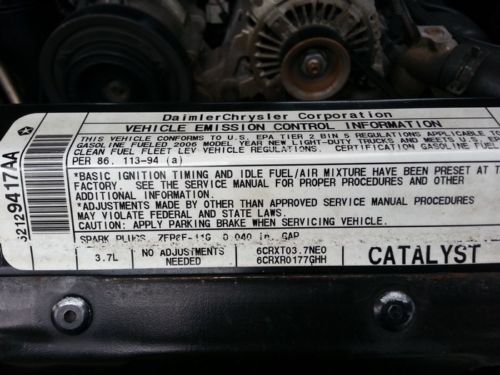 DaimlerChrysler Corporation
VEHICLE EMISSION CONTROL INFORMATION
THIS VEHICLE CONFORMS TO U.S. EPA TIER 2 BIN 5 REGULATIONS APPLICABLE
GASOLINE FUELED 2006 MODEL YEAR NEW LIGHT-DUTY TRUCKS AND MEETS U.
CLEAN FUEL FLEET LEV VEHICLE REGULATIONS. CERTIFICATION GASOLINE FUEL
PER 86. 113-94 (a)
*BASIC IGNITION TIMING AND IDLE FUEL/AIR MIXTURE HAVE BEEN PRESET AT
FACTORY. SEE THE SERVICE MANUAL FOR PROPER PROCEDURES AND OTHER
ADDITIONAL INFORMATION.
*ADJUSTMENTS BY OTHER THAN APPROVED SERVICE MANUAL PROCEDURES
MAY VIOLATE FEDERAL AND STATE LAWS.
*CAUTION: APPLY PARKING BRAKE WHEN SERVICING VEHICLE.
SPARK PLUGS, 0.040 in. GAP
3.7L NO ADJUSTMENTS 6CRXT03.7NE0 CATALYST
NEEDED 6CRXR0177GHH
52129417AA